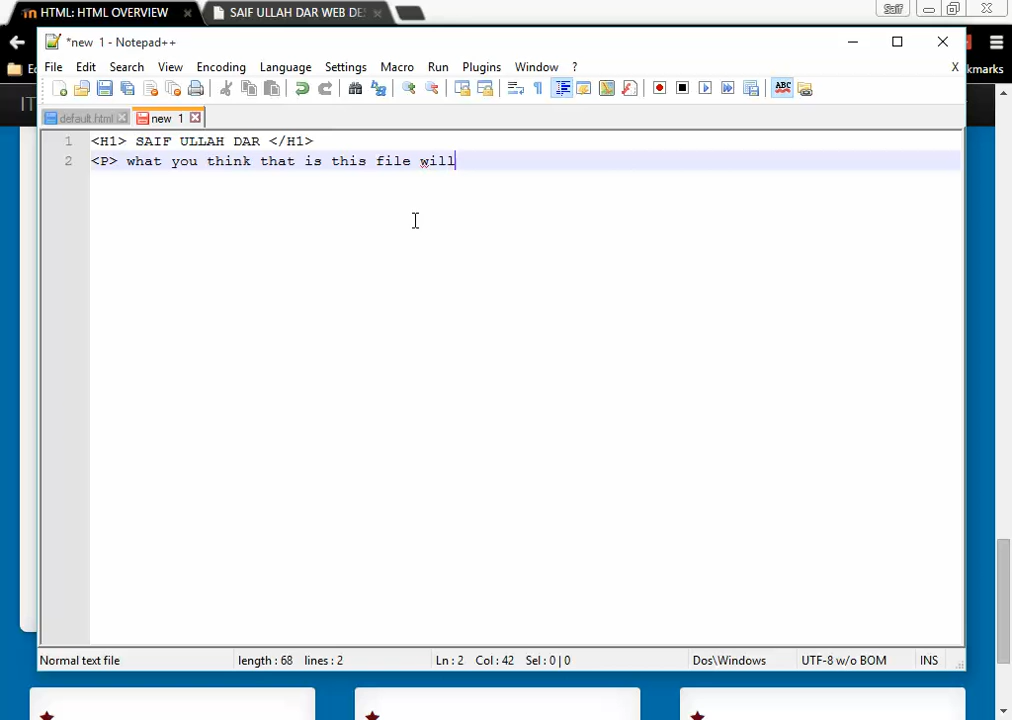 HTML: HTML OVERVIEW
SAIF ULLAH DAR WEB DE
Saif
*new 1 - Notepad++
File Edit Search View Encoding Language Settings Macro Run Plugins Window ? X
ABC
default.html new 1
IT
kmarks
1 <H1> SAIF ULLAH DAR </H1>
2 <P> what you think that is this file will
Normal text file length : 68 lines : 2 Ln : 2 Col : 42 Sel : 0 | 0 Dos\Windows UTF-8 w/o BOM INS